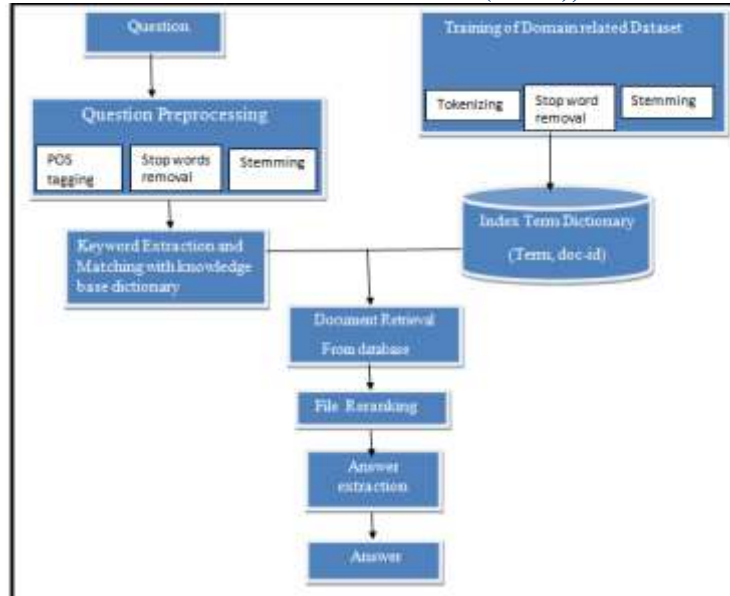 Question
Training of Domain related Dataset
Tokenizing
Stop word
removal
Stemming
Question Preprocessing
POS
tagging
Stop words
removal
Stemming
Index Term Dictionary
(Term, doc-id)
Keyword Extraction and
Matching with knowledge
base dictionary
Document Retrieval
From database
File Reranking
Answer
extraction
Answer